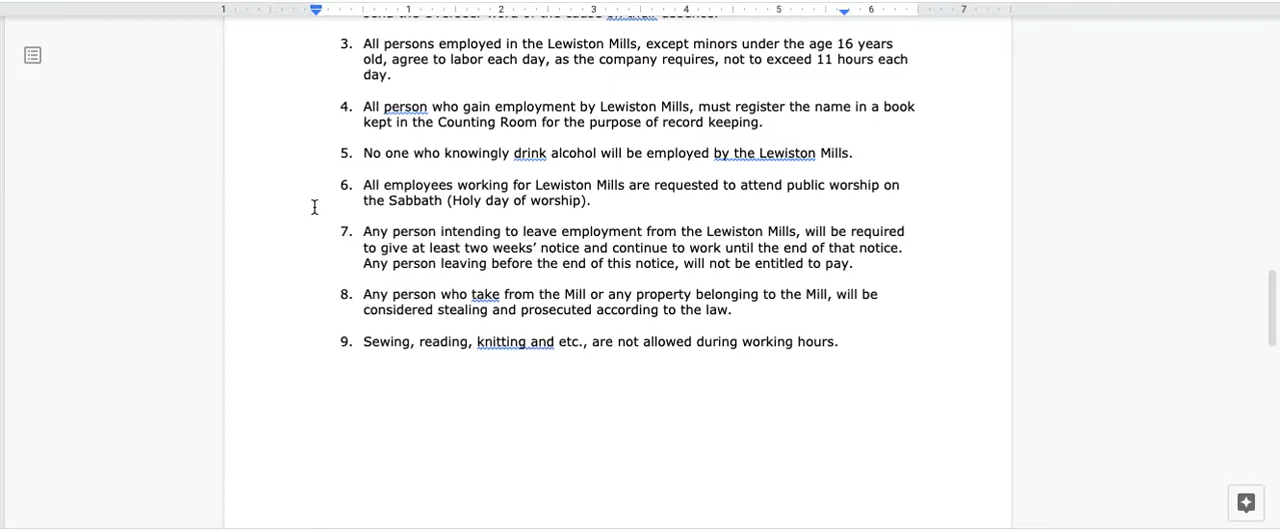 1 1 2 3 4 5 6 7
3. All persons employed in the Lewiston Mills, except minors under the age 16 years
old, agree to labor each day, as the company requires, not to exceed 11 hours each
day.
4. All person who gain employment by Lewiston Mills, must register the name in a book
kept in the Counting Room for the purpose of record keeping.
5. No one who knowingly drink alcohol will be employed by the Lewiston Mills.
6. All employees working for Lewiston Mills are requested to attend public worship on
the Sabbath (Holy day of worship).
7. Any person intending to leave employment from the Lewiston Mills, will be required
to give at least two weeks’ notice and continue to work until the end of that notice.
Any person leaving before the end of this notice, will not be entitled to pay.
8. Any person who take from the Mill or any property belonging to the Mill, will be
considered stealing and prosecuted according to the law.
9. Sewing, reading, knitting and etc., are not allowed during working hours.